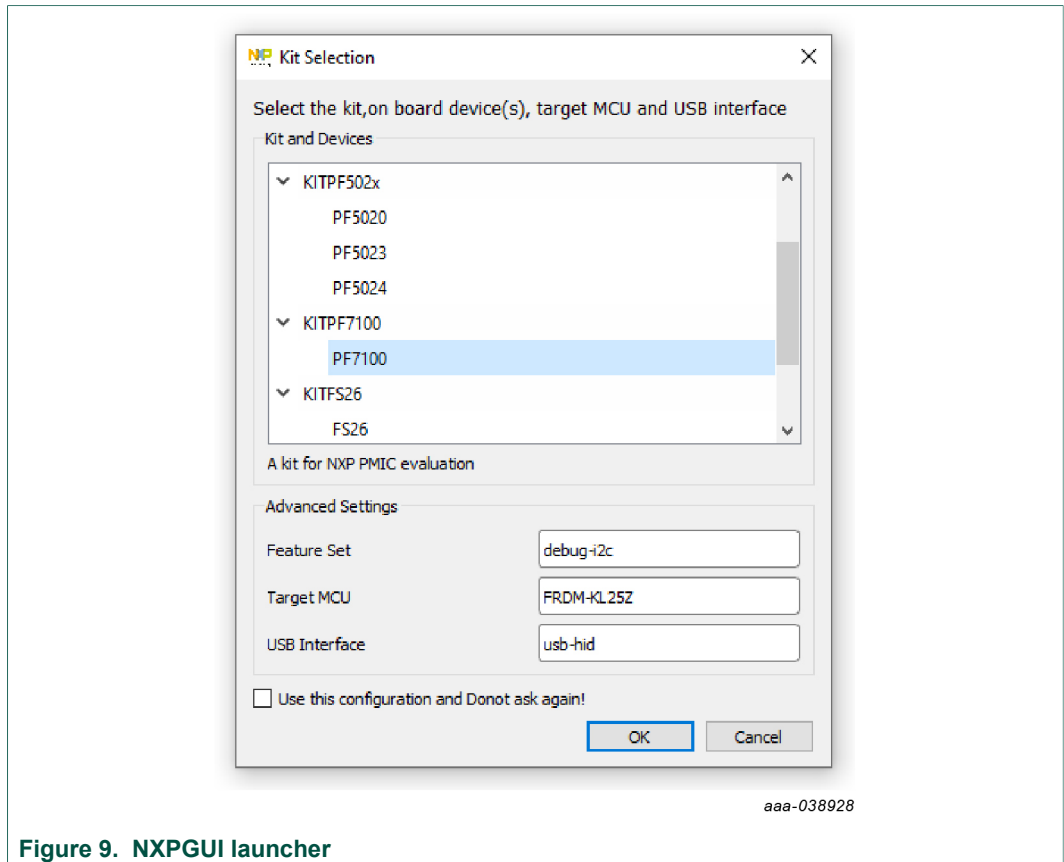 NXP Kit Selection
Select the kit,on board device(s), target MCU and USB interface
Kit and Devices
KITPF502x
PF5020
PF5023
PF5024
KITPF7100
PF7100
KITFS26
FS26
A kit for NXP PMIC evaluation
Advanced Settings
Feature Set debug-i2c
Target MCU FRDM-KL25Z
USB Interface usb-hid
Use this configuration and Donot ask again!
OK Cancel
aaa-038928
Figure 9. NXPGUI launcher